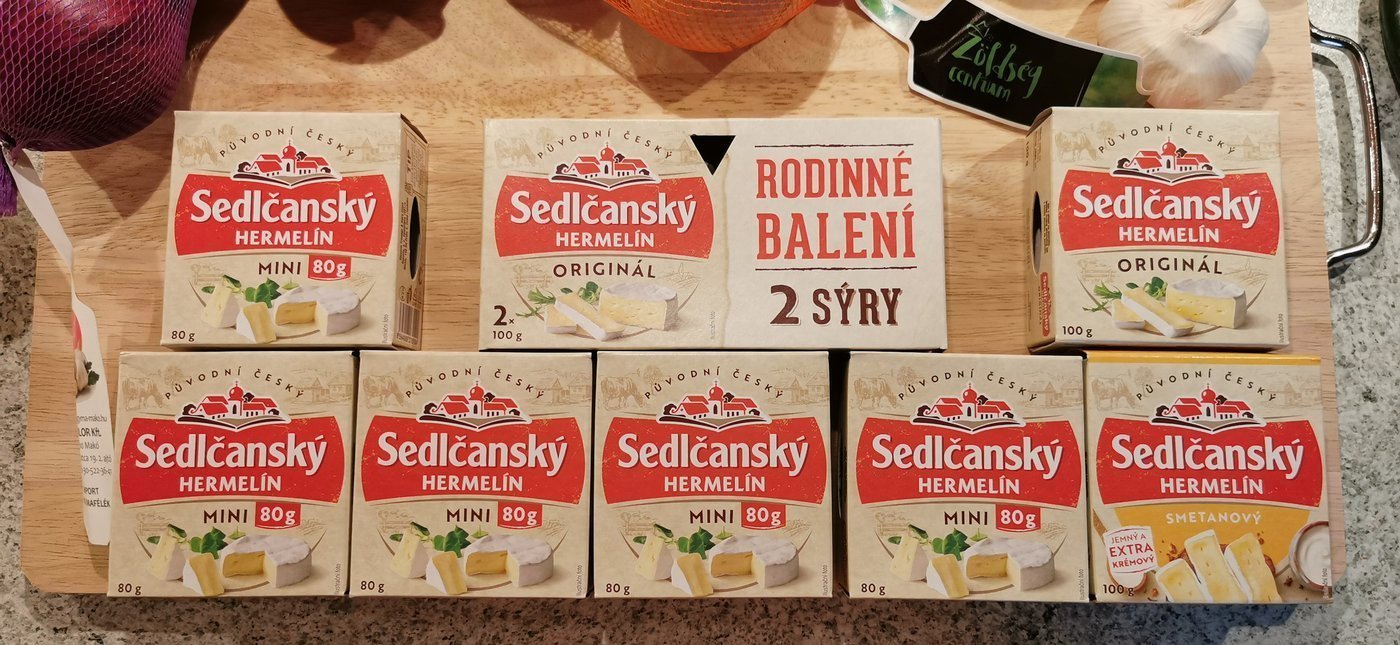 Zöldség
centrum
PŮVODNÍ ČESKÝ
Sedlčanský
HERMELÍN
MINI 80g
80 g
PŮVODNÍ ČESKÝ
Sedlčanský
HERMELÍN
ORIGINÁL
2×
100 g
RODINNÉ
BALENÍ
2 SÝRY
PŮVODNÍ ČESKÝ
Sedlčanský
HERMELÍN
ORIGINÁL
100 g
PŮVODNÍ ČESKÝ
Sedlčanský
HERMELÍN
MINI 80g
80 g
PŮVODNÍ ČESKÝ
Sedlčanský
HERMELÍN
MINI 80g
80 g
PŮVODNÍ ČESKÝ
Sedlčanský
HERMELÍN
MINI 80g
80 g
PŮVODNÍ ČESKÝ
Sedlčanský
HERMELÍN
MINI 80g
80 g
PŮVODNÍ ČESKÝ
Sedlčanský
HERMELÍN
SMETANOVÝ
JEMNÝ A
EXTRA
KRÉMOVÝ
100 g